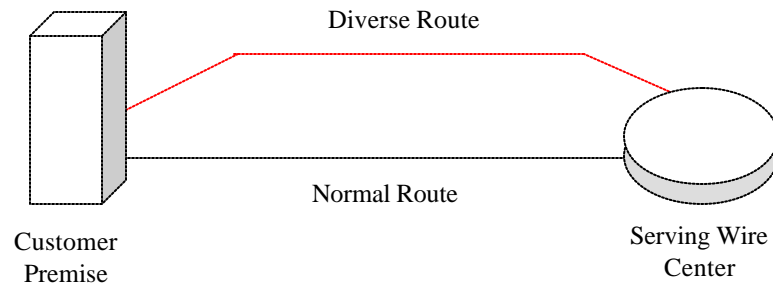 Diverse Route
Normal Route
Customer
Premise
Serving Wire
Center